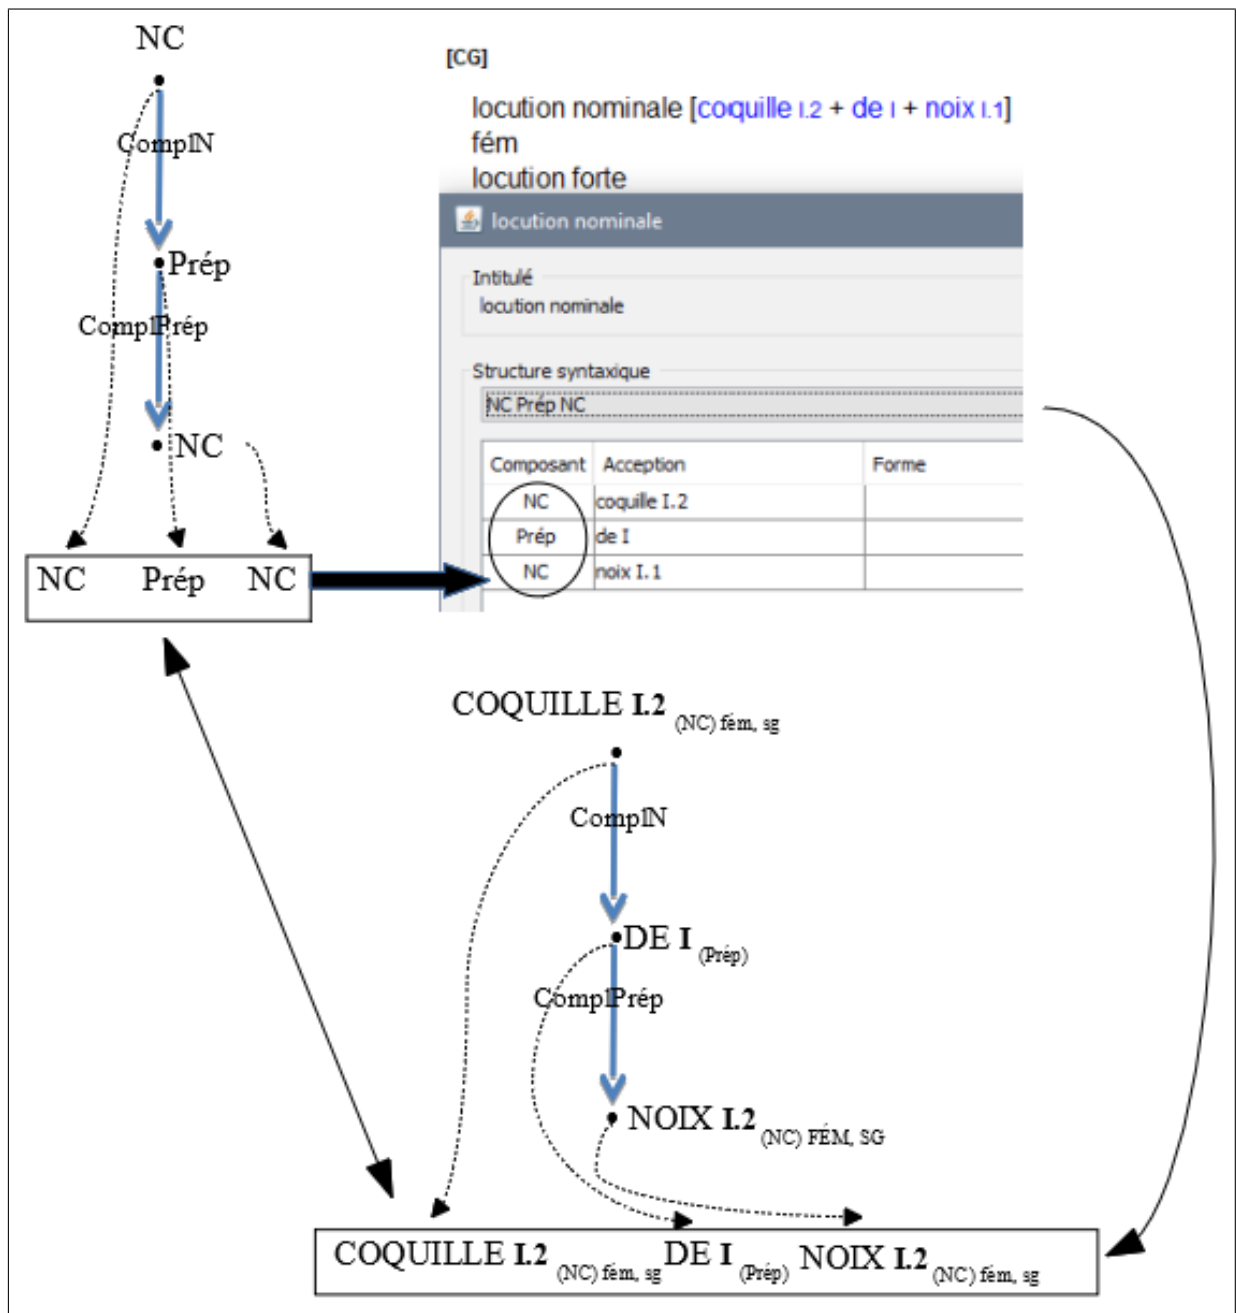 NC
ComplN
Prép
ComplPrép
NC
NC Prép NC
[CG]
locution nominale [coquille I.2 + de I + noix I.1]
fém
locution forte
locution nominale
Intitulé
locution nominale
Structure syntaxique
NC Prép NC
Composant Acception Forme
NC coquille I.2
Prép de I
NC noix I.1
COQUILLE I.2 (NC) fém, sg
ComplN
DE I (Prép)
ComplPrép
NOIX I.2 (NC) FÉM, SG
COQUILLE I.2 (NC) fém, sg DE I (Prép) NOIX I.2 (NC) fém, sg